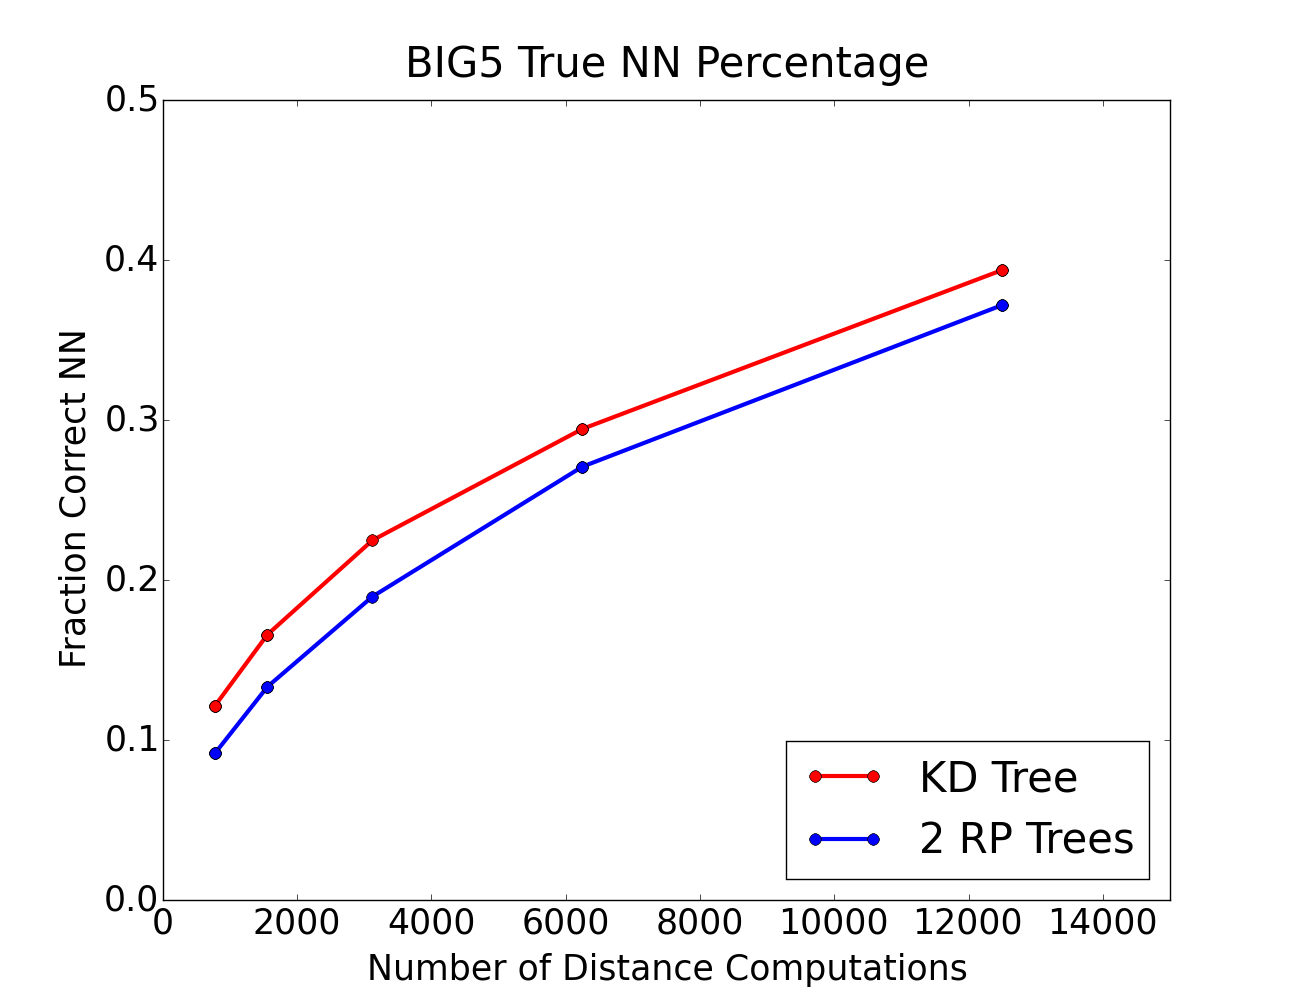 BIG5 True NN Percentage
0.5
0.4
0.3
0.2
0.1
0.0
Fraction Correct NN
KD Tree
2 RP Trees
0 2000 4000 6000 8000 10000 12000 14000
Number of Distance Computations